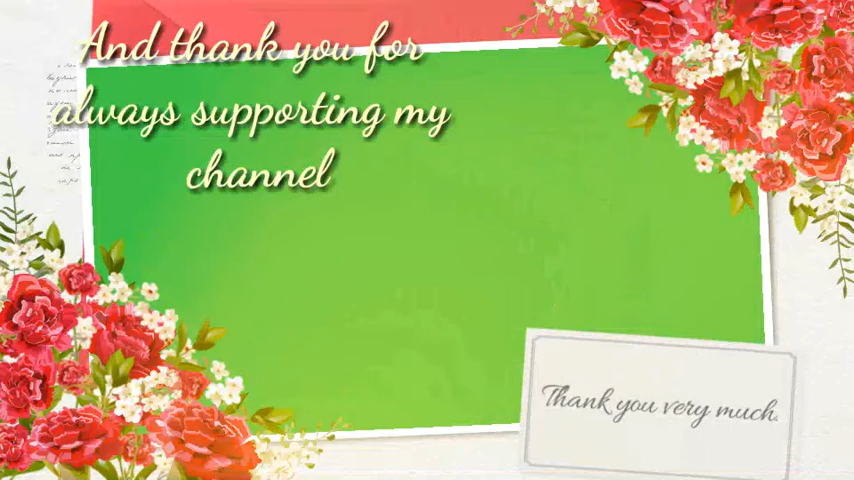 And thank you for
always supporting my
channel
Thank you very much.